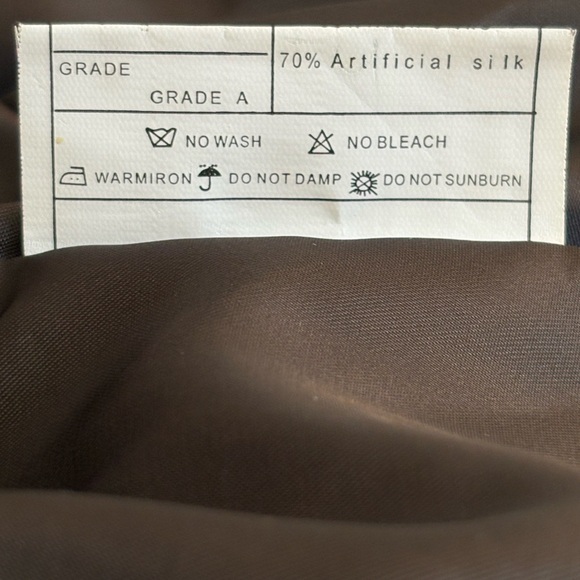 GRADE
GRADE A
70% Artificial silk
NO WASH NO BLEACH
WARMIRON DO NOT DAMP DO NOT SUNBURN